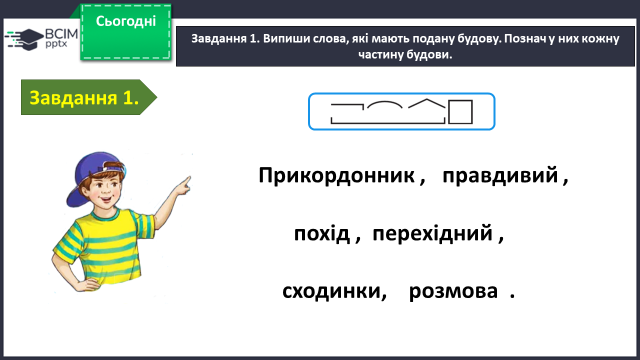 Сьогодні
BCIM
pptx
Завдання 1. Випиши слова, які мають подану будову. Познач у них кожну
частину будови.
Завдання 1.
Прикордонник , правдивий ,
похід , перехідний ,
сходинки, розмова .